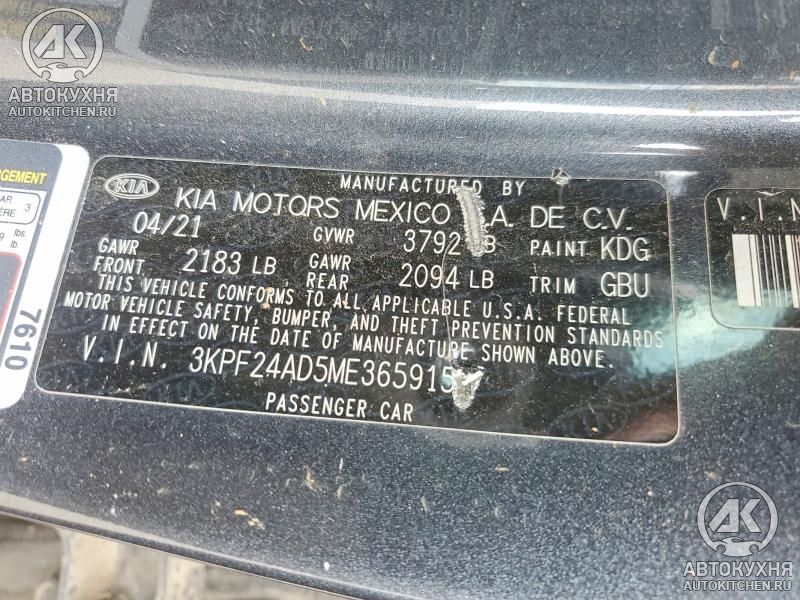 АВТОКУХНЯ
AUTOKITCHEN.RU
АВТОКУХНЯ
AUTOKITCHEN.RU
7610
KIA
MANUFACTURED BY
KIA MOTORS MEXICO A. DE C.V.
04/21 GVWR 3792 PAINT KDG
GAWR FRONT 2183 LB GAWR REAR 2094 LB TRIM GBU
THIS VEHICLE CONFORMS TO ALL APPLICABLE U.S.A. FEDERAL
MOTOR VEHICLE SAFETY, BUMPER, AND THEFT PREVENTION STANDARDS
IN EFFECT ON THE DATE OF MANUFACTURE SHOWN ABOVE.
V.I.N. 3KPF24AD5ME365915
PASSENGER CAR
V.I.N
АВТОКУХНЯ
AUTOKITCHEN.RU